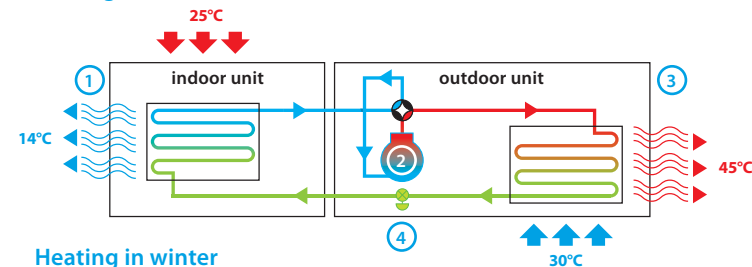 25°C
1
indoor unit
outdoor unit
3
14°C
2
45°C
4
Heating in winter
30°C